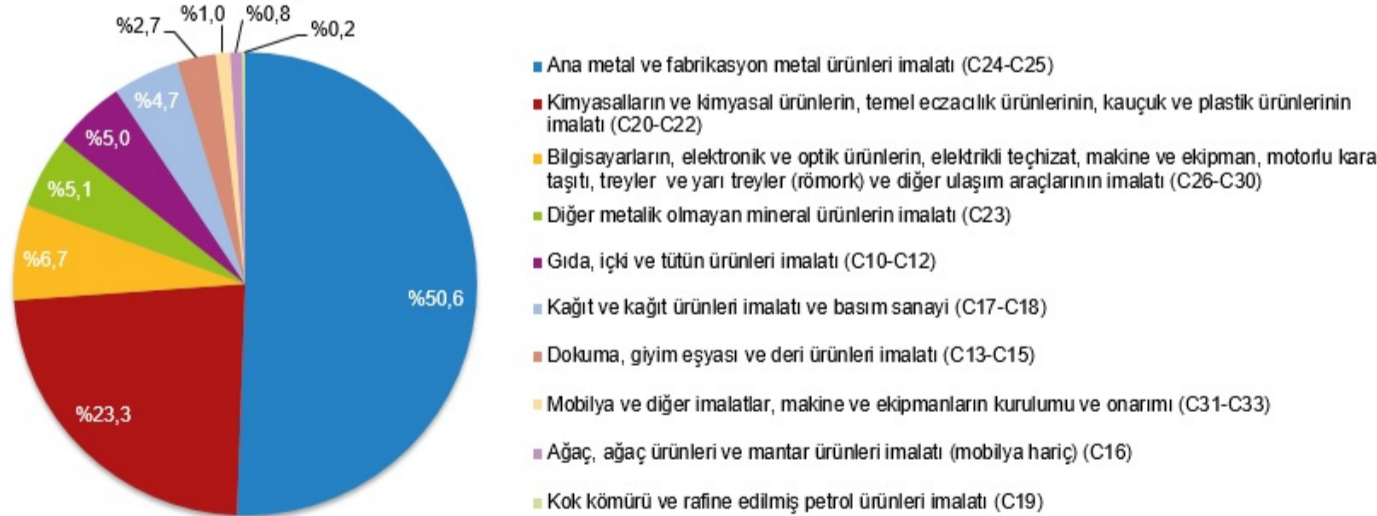 %2,7
%1,0
%0,8
%0,2
%4,7
%5,0
%5,1
%6,7
%50,6
%23,3
Ana metal ve fabrikasyon metal ürünleri imalatı (C24-C25)
Kimyasalların ve kimyasal ürünlerin, temel eczacılık ürünlerinin, kauçuk ve plastik ürünlerinin
imalatı (C20-C22)
Bilgisayarların, elektronik ve optik ürünlerin, elektrikli teçhizat, makine ve ekipman, motorlu kara
taşıtı, treyler ve yarı treyler (römork) ve diğer ulaşım araçlarının imalatı (C26-C30)
Diğer metalik olmayan mineral ürünlerin imalatı (C23)
Gıda, içki ve tütün ürünleri imalatı (C10-C12)
Kağıt ve kağıt ürünleri imalatı ve basım sanayi (C17-C18)
Dokuma, giyim eşyası ve deri ürünleri imalatı (C13-C15)
Mobilya ve diğer imalatlar, makine ve ekipmanların kurulumu ve onarımı (C31-C33)
Ağaç, ağaç ürünleri ve mantar ürünleri imalatı (mobilya hariç) (C16)
Kok kömürü ve rafine edilmiş petrol ürünleri imalatı (C19)